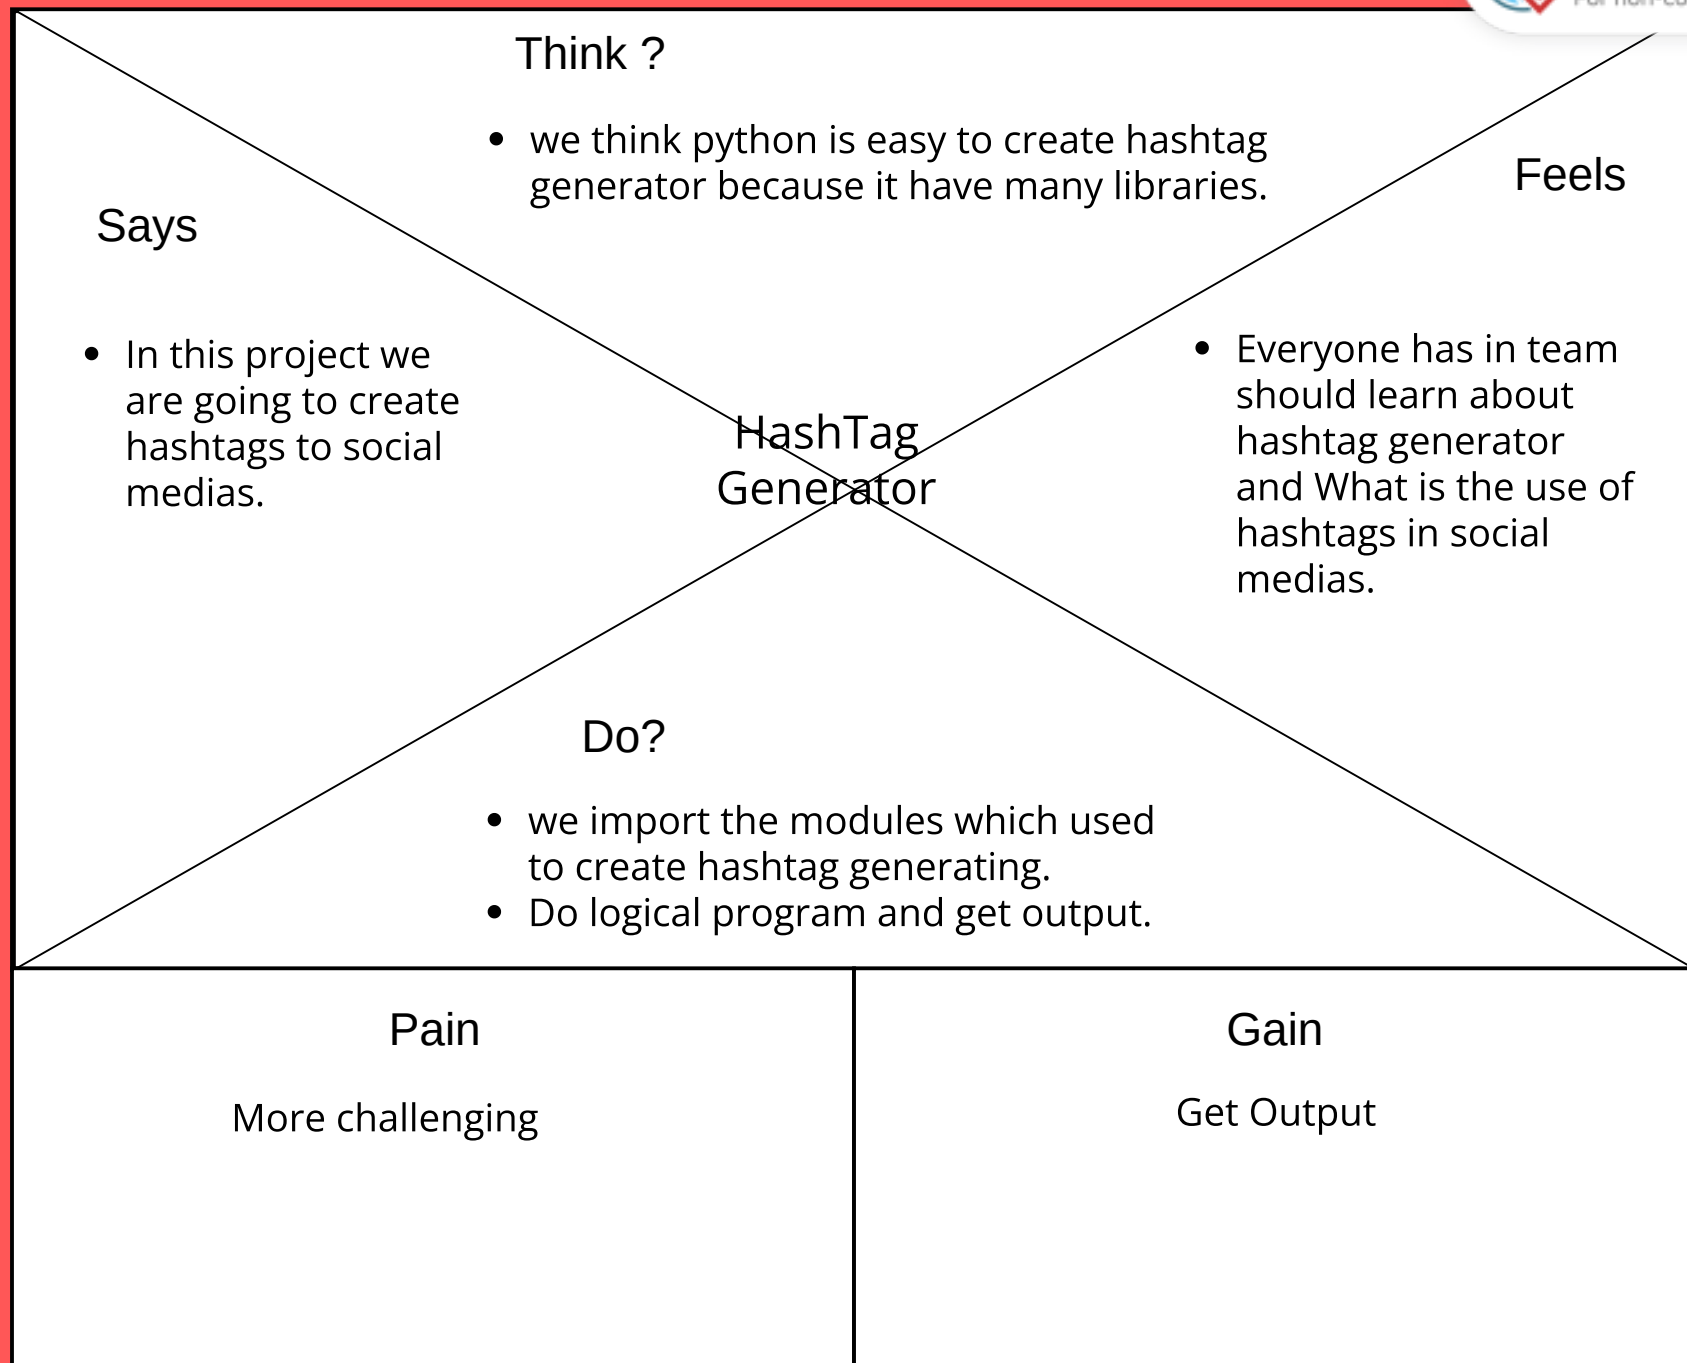 Think ?
we think python is easy to create hashtag
generator because it have many libraries.
Feels
Says
In this project we
are going to create
hashtags to social
medias.
Everyone has in team
should learn about
hashtag generator
and What is the use of
hashtags in social
medias.
HashTag
Generator
Do?
we import the modules which used
to create hashtag generating.
Do logical program and get output.
Pain
More challenging
Gain
Get Output